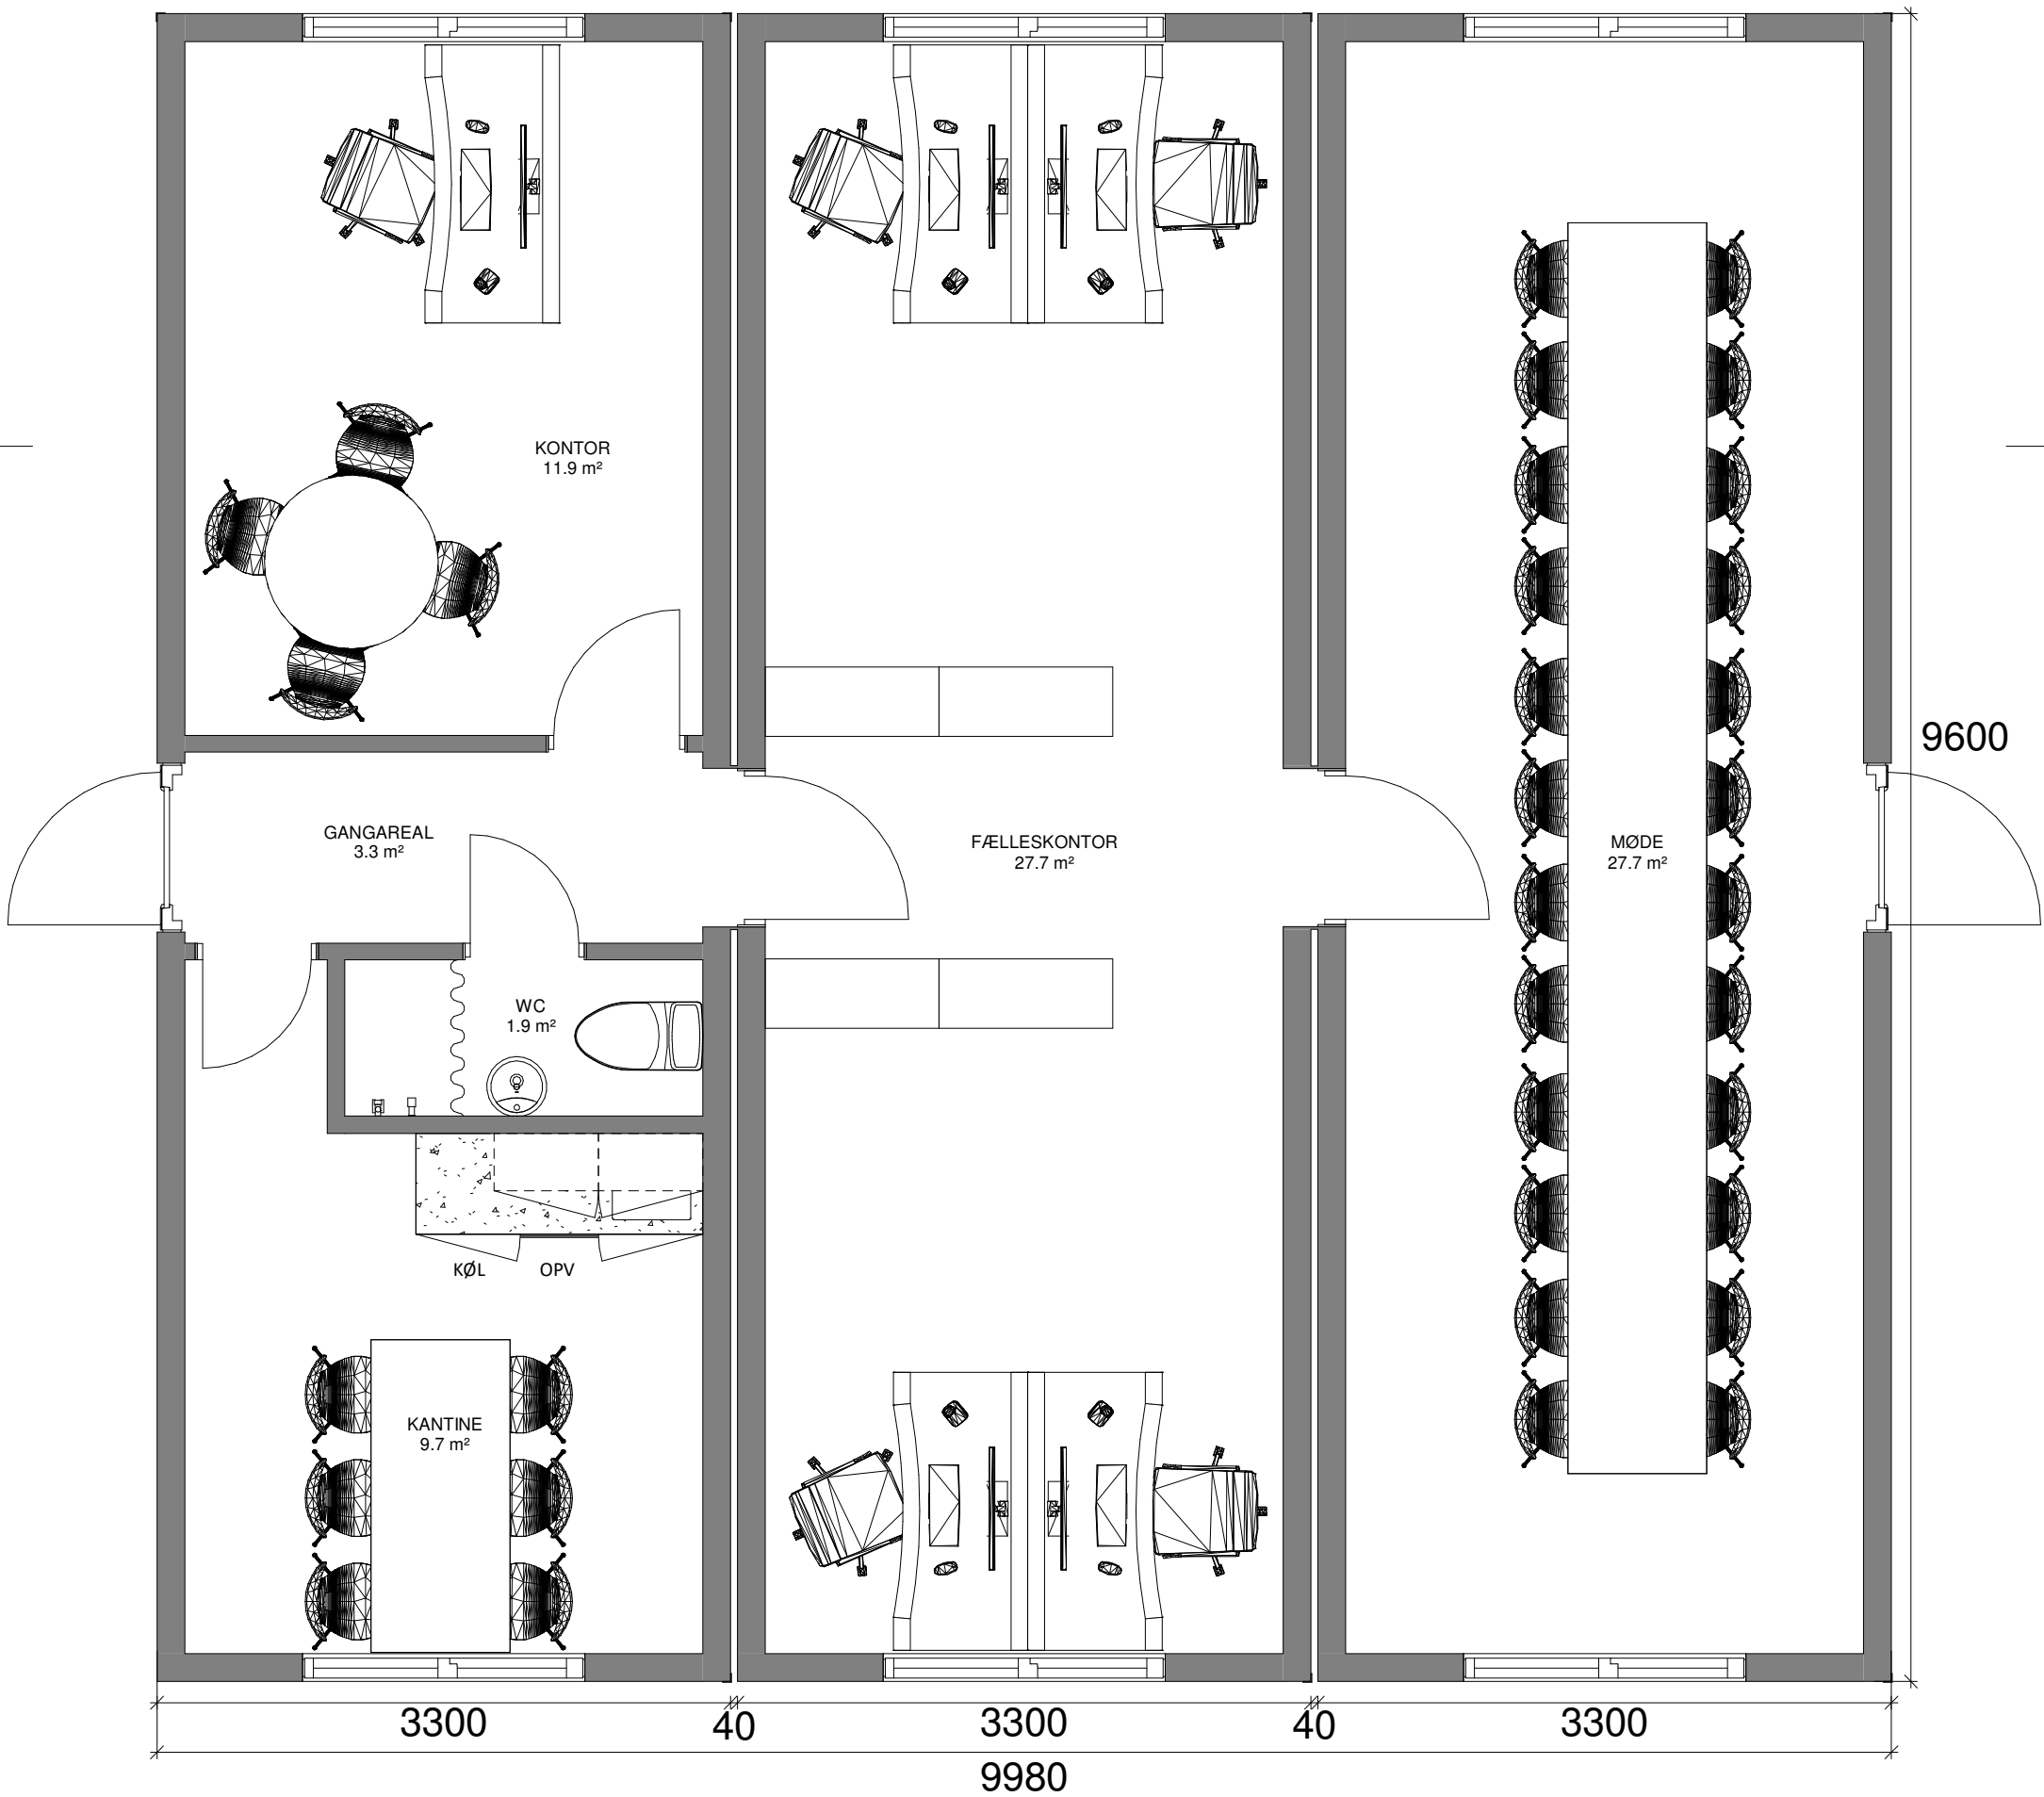 KONTOR
11.9 m²
9600
GANGAREAL
3.3 m²
FÆLLESKONTOR
27.7 m²
MØDE
27.7 m²
WC
1.9 m²
KØL
OPV
KANTINE
9.7 m²
3300
40
3300
40
3300
9980